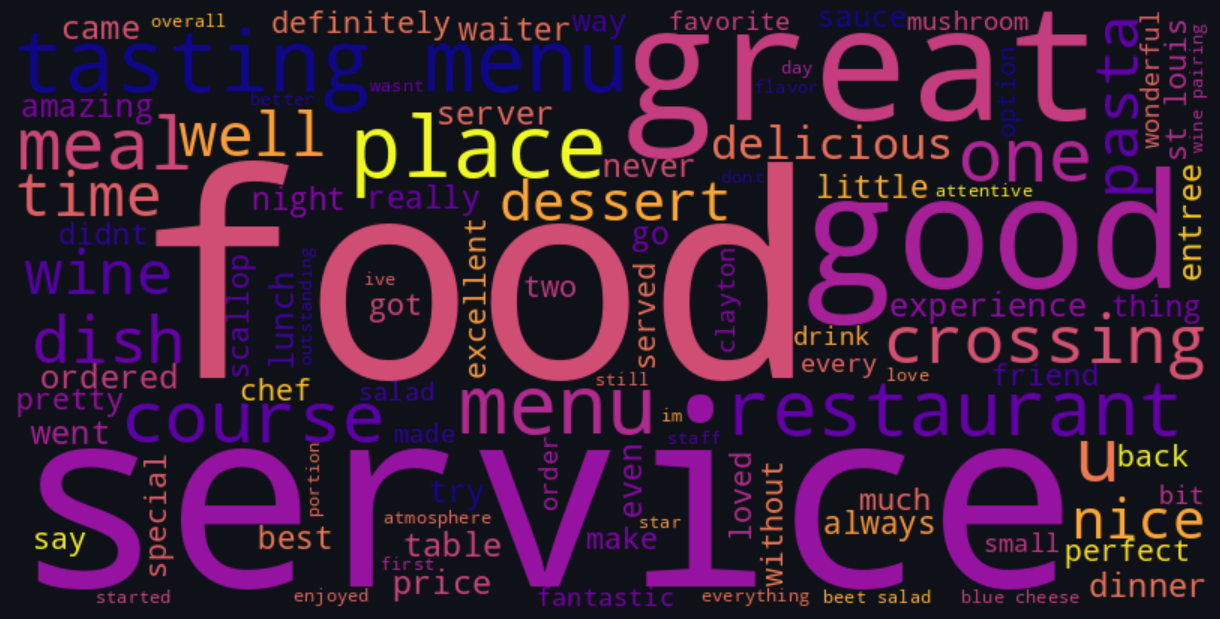 came overall definitely waiter way favorite sauce mushroom
tasting menu great
amazing better wasnt day flavor option pasta wonderful st louis wine pairing
server
meal well place never delicious one
time night really dessert dont little attentive entree
didnt food go good
wine scallop lunch outstanding excellent ive got two served clayton experience thing
dish drink crossing
ordered chef salad still every love friend
pretty course menu im restaurant
went made staff
service u back
special portion try order even loved without much bit
say best atmosphere star always nice
table make small perfect
first price dinner
started enjoyed fantastic everything beet salad blue cheese